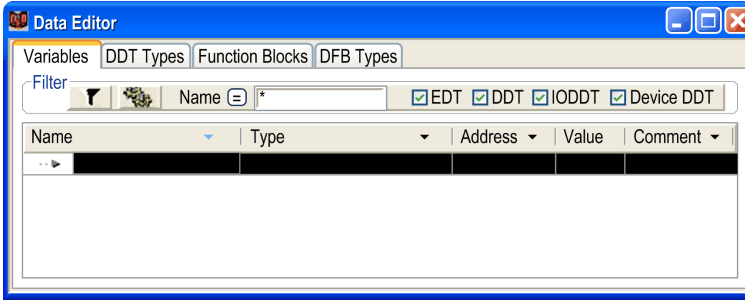 Data Editor
Variables DDT Types Function Blocks DFB Types
Filter
Name = * EDT DDT IODDT Device DDT
Name Type Address Value Comment